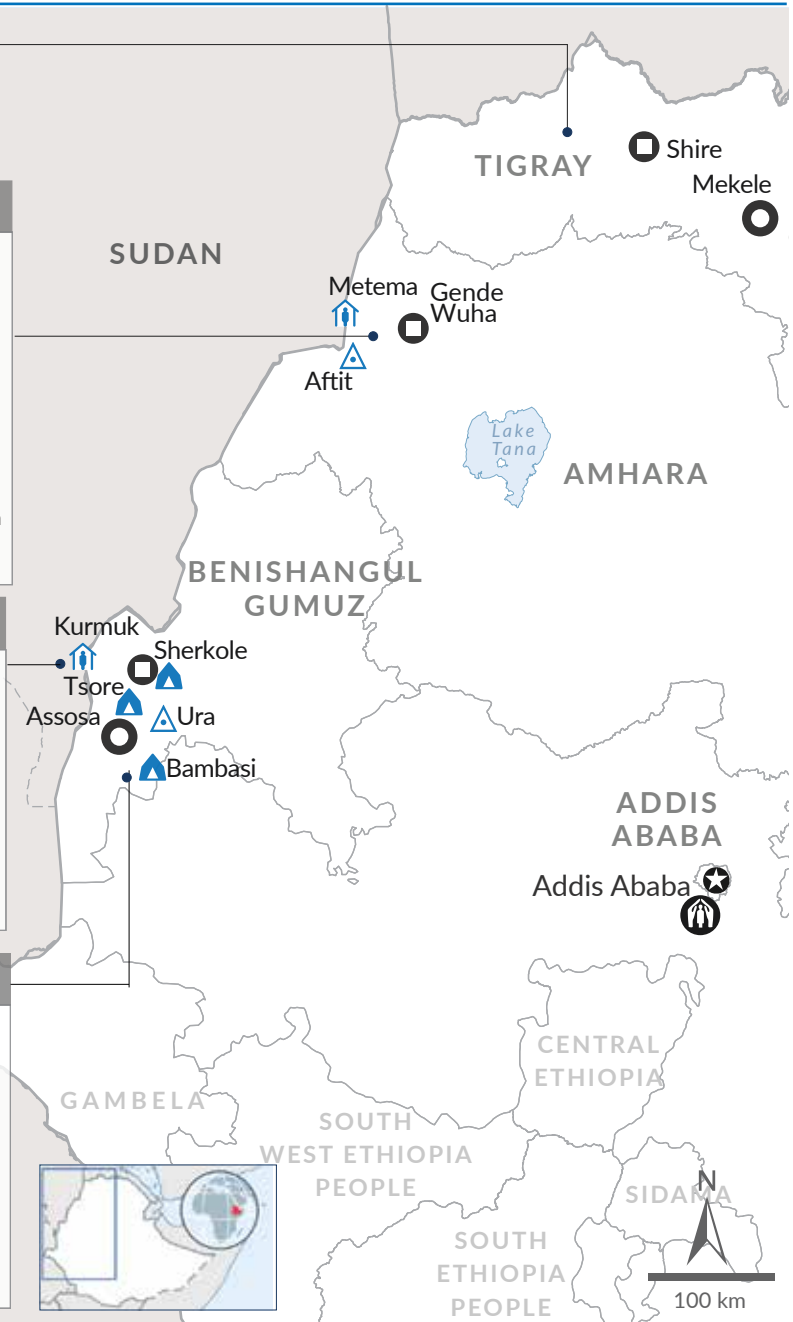 TIGRAY
Shire
Mekele
SUDAN
Metema
Gende
Wuha
Aftit
Lake
Tana
AMHARA
BENISHANGUL
GUMUZ
Kurmuk
Sherkole
Tsore
Assosa
Ura
Bambasi
ADDIS
ABABA
Addis Ababa
CENTRAL
ETHIOPIA
GAMBELA
SOUTH
WEST ETHIOPIA
PEOPLE
SIDAMA
N
SOUTH
ETHIOPIA
PEOPLE
100 km